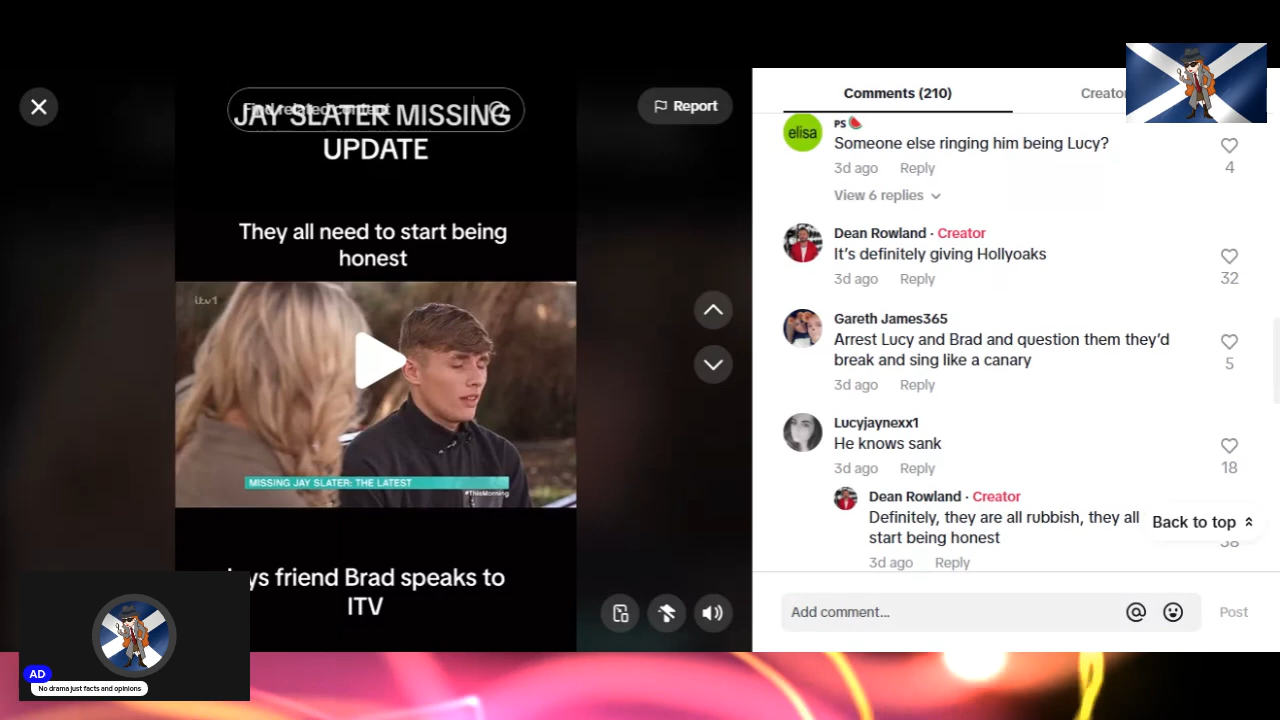 JAY SLATER MISSING
UPDATE
Find related content
Report
They all need to start being
honest
itv1
MISSING JAY SLATER: THE LATEST
#ThisMorning
ys friend Brad speaks to
ITV
AD
No drama just facts and opinions
Comments (210)
Creator
elisa
PS🍉
Someone else ringing him being Lucy?
3d ago Reply
4
View 6 replies
Dean Rowland · Creator
It's definitely giving Hollyoaks
3d ago Reply
32
Gareth James365
Arrest Lucy and Brad and question them they'd
break and sing like a canary
3d ago Reply
5
Lucyjaynexx1
He knows sank
3d ago Reply
18
Dean Rowland · Creator
Definitely, they are all rubbish, they all
start being honest
3d ago Reply
Back to top
Add comment...
Post